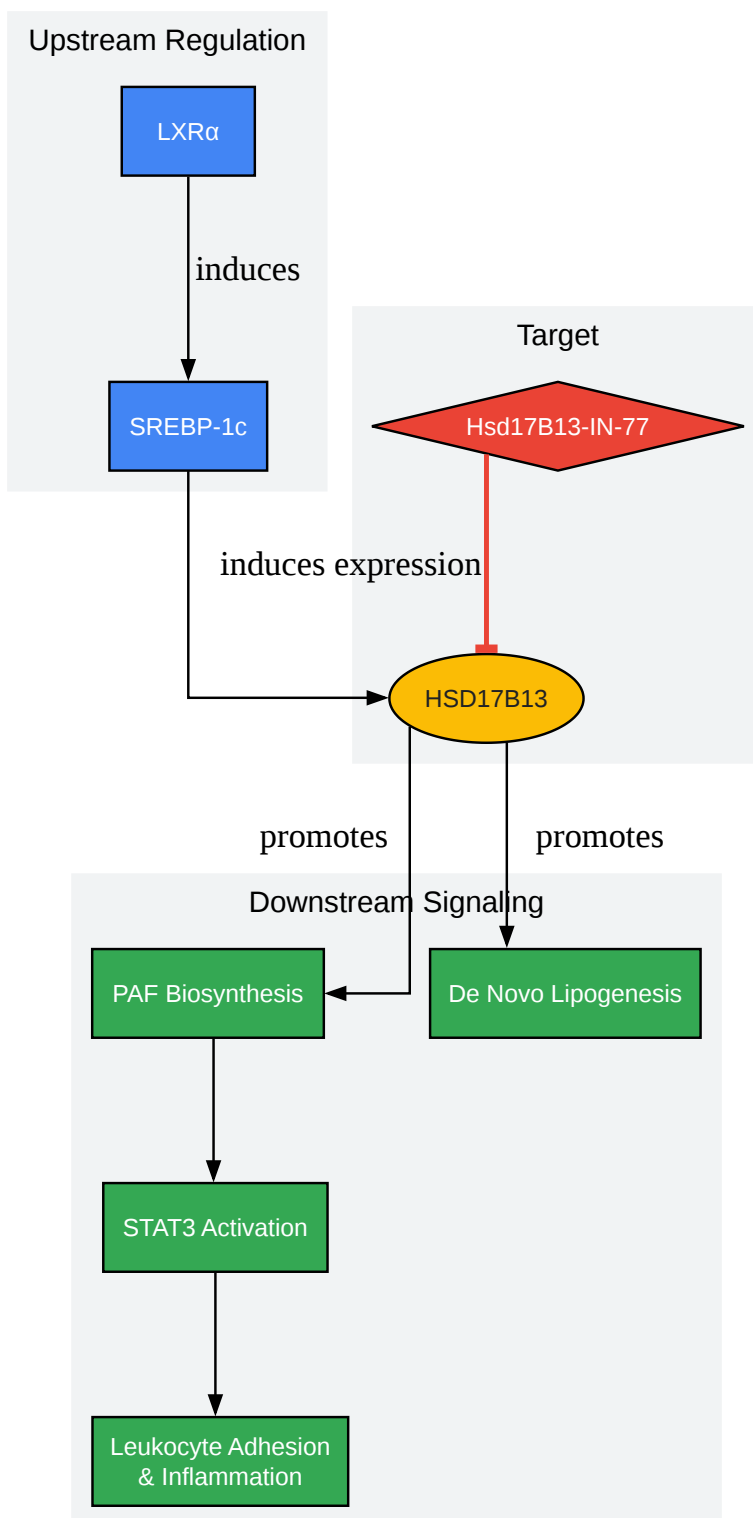 Upstream Regulation
LXRα
induces
Target
SREBP-1c
Hsd17B13-IN-77
induces expression
HSD17B13
promotes
promotes
Downstream Signaling
PAF Biosynthesis
De Novo Lipogenesis
STAT3 Activation
Leukocyte Adhesion
& Inflammation